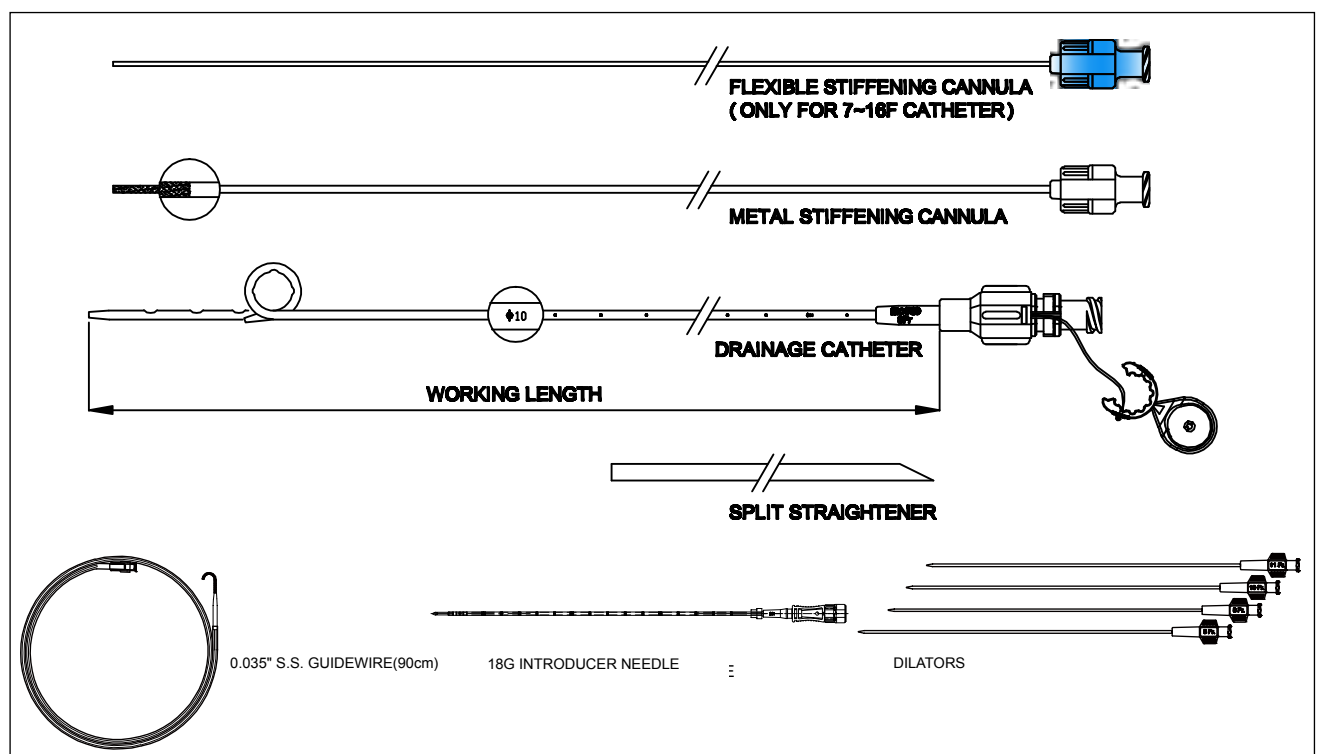 FLEXIBLE STIFFENING CANNULA
( ONLY FOR 7~16F CATHETER )
METAL STIFFENING CANNULA
10
DRAINAGE CATHETER
WORKING LENGTH
SPLIT STRAIGHTENER
0.035" S.S. GUIDEWIRE(90cm)
18G INTRODUCER NEEDLE
DILATORS